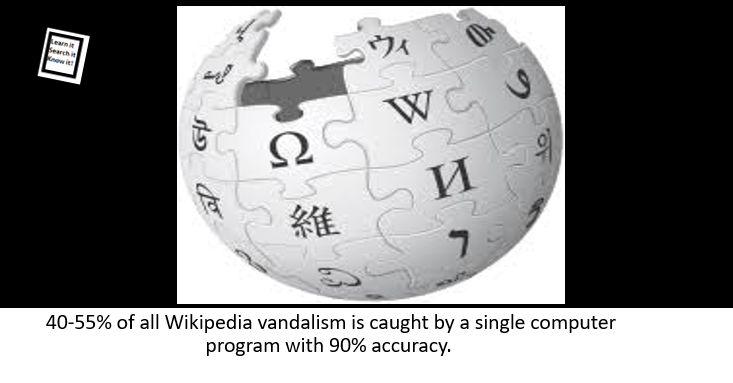 Learn it
Search it
Know it!
ウィ
W
Ω
И
維
7
40-55% of all Wikipedia vandalism is caught by a single computer
program with 90% accuracy.